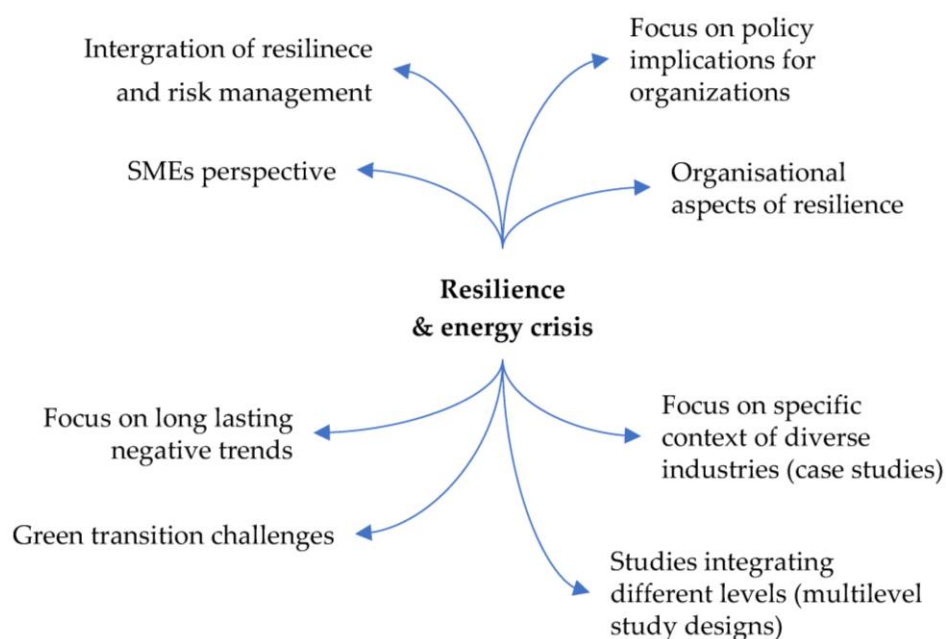 Intergration of resilinece
and risk management
Focus on policy
implications for
organizations
SMEs perspective
Organisational
aspects of resilience
Resilience
& energy crisis
Focus on long lasting
negative trends
Focus on specific
context of diverse
industries (case studies)
Green transition challenges
Studies integrating
different levels (multilevel
study designs)